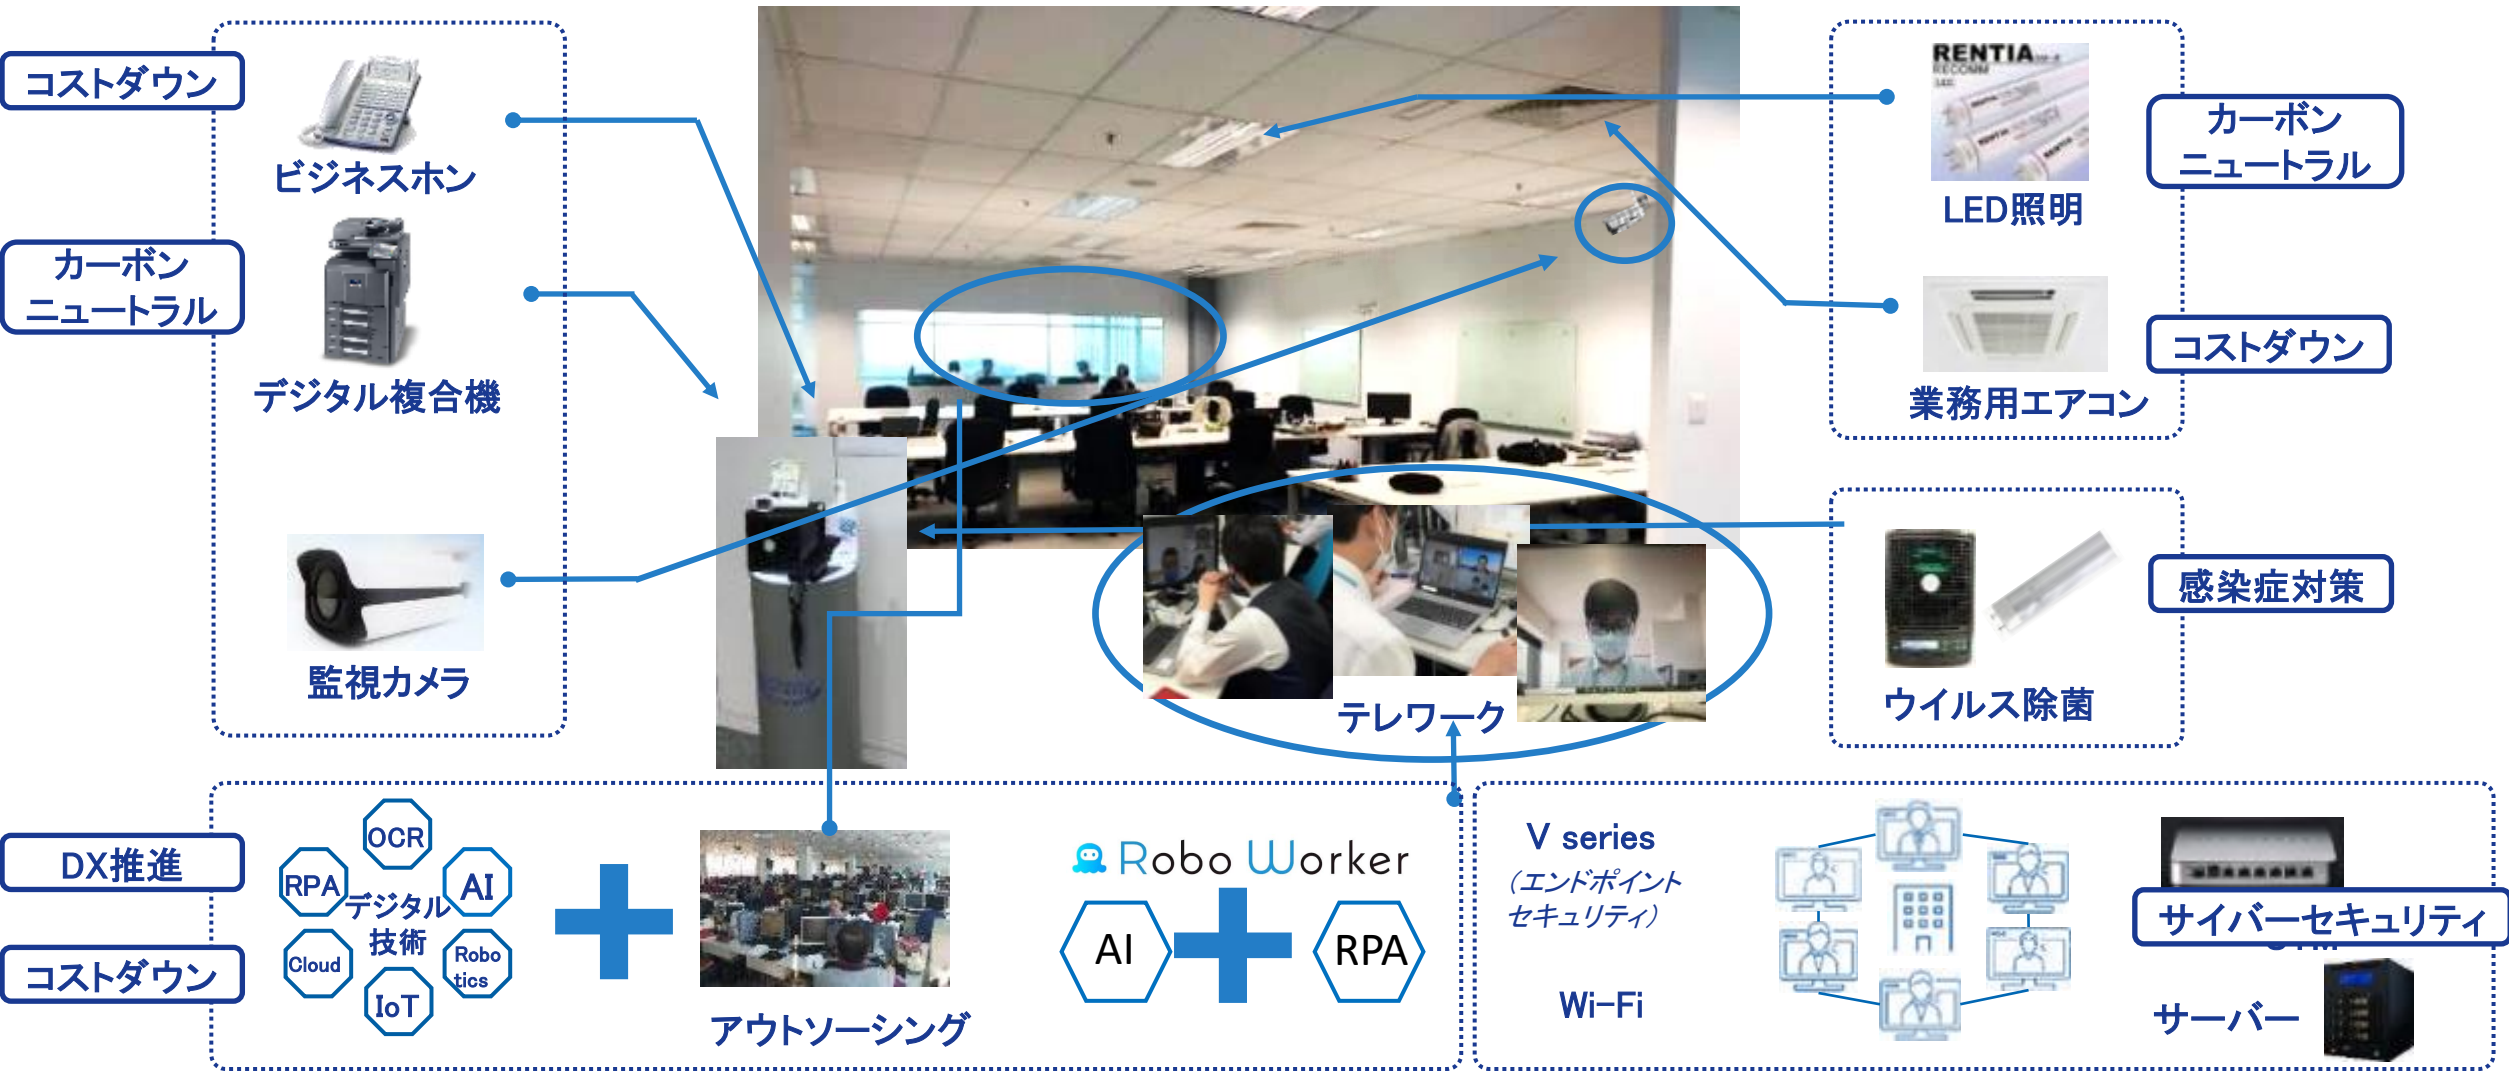 コストダウン
ビジネスホン
カーボン
ニュートラル
デジタル複合機
監視カメラ
RENTIA
RECOMM
LED
RENTIA
RENTIA
RENTIA
LED照明
カーボン
ニュートラル
業務用エアコン
コストダウン
ウイルス除菌
感染症対策
テレワーク
DX推進
コストダウン
OCR
RPA
AI
デジタル
技術
Cloud
Robo
tics
IoT
アウトソーシング
Robo Worker
AI
RPA
V series
(エンドポイント
セキュリティ)
Wi-Fi
サイバーセキュリティ
サーバー